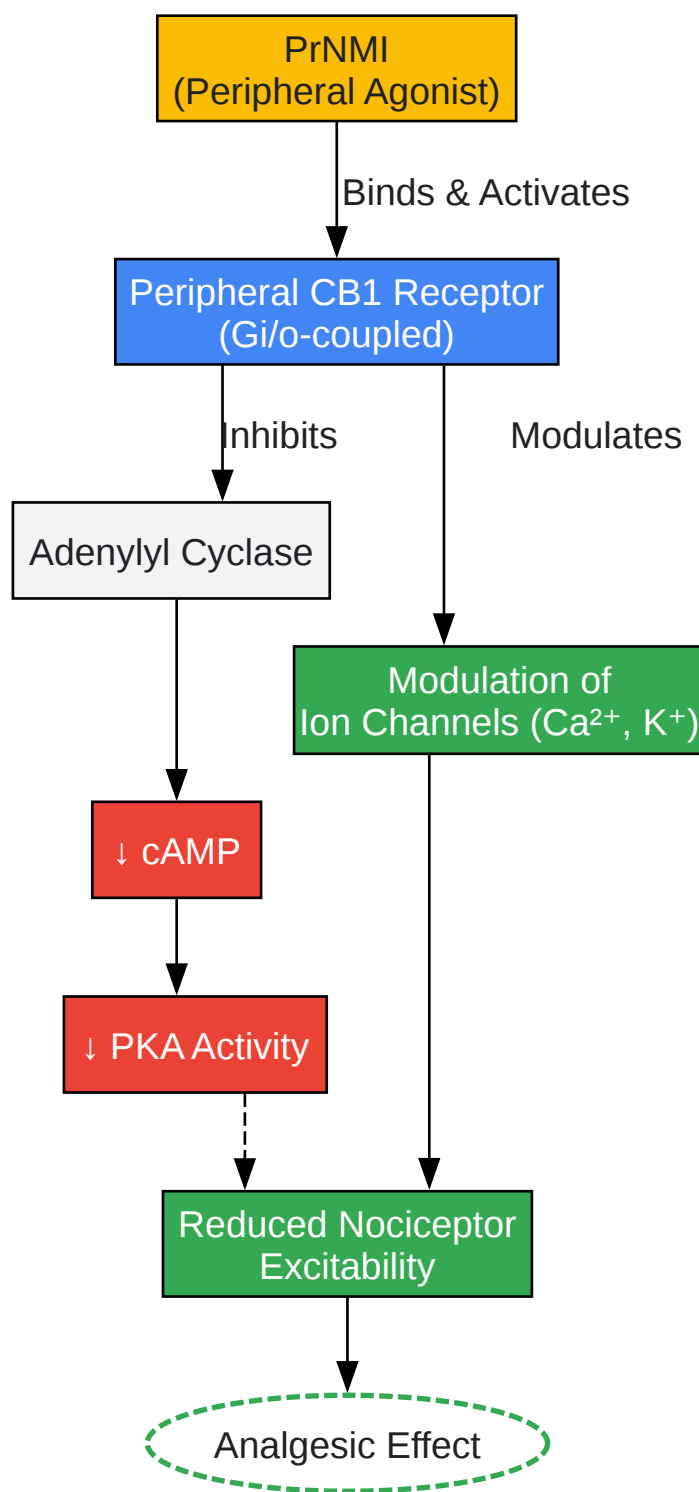 PrNMI
(Peripheral Agonist)
Binds & Activates
Peripheral CB1 Receptor
(Gi/o-coupled)
Inhibits
Modulates
Adenylyl Cyclase
Modulation of
Ion Channels (Ca²⁺, K⁺)
↓ cAMP
↓ PKA Activity
Reduced Nociceptor
Excitability
Analgesic Effect